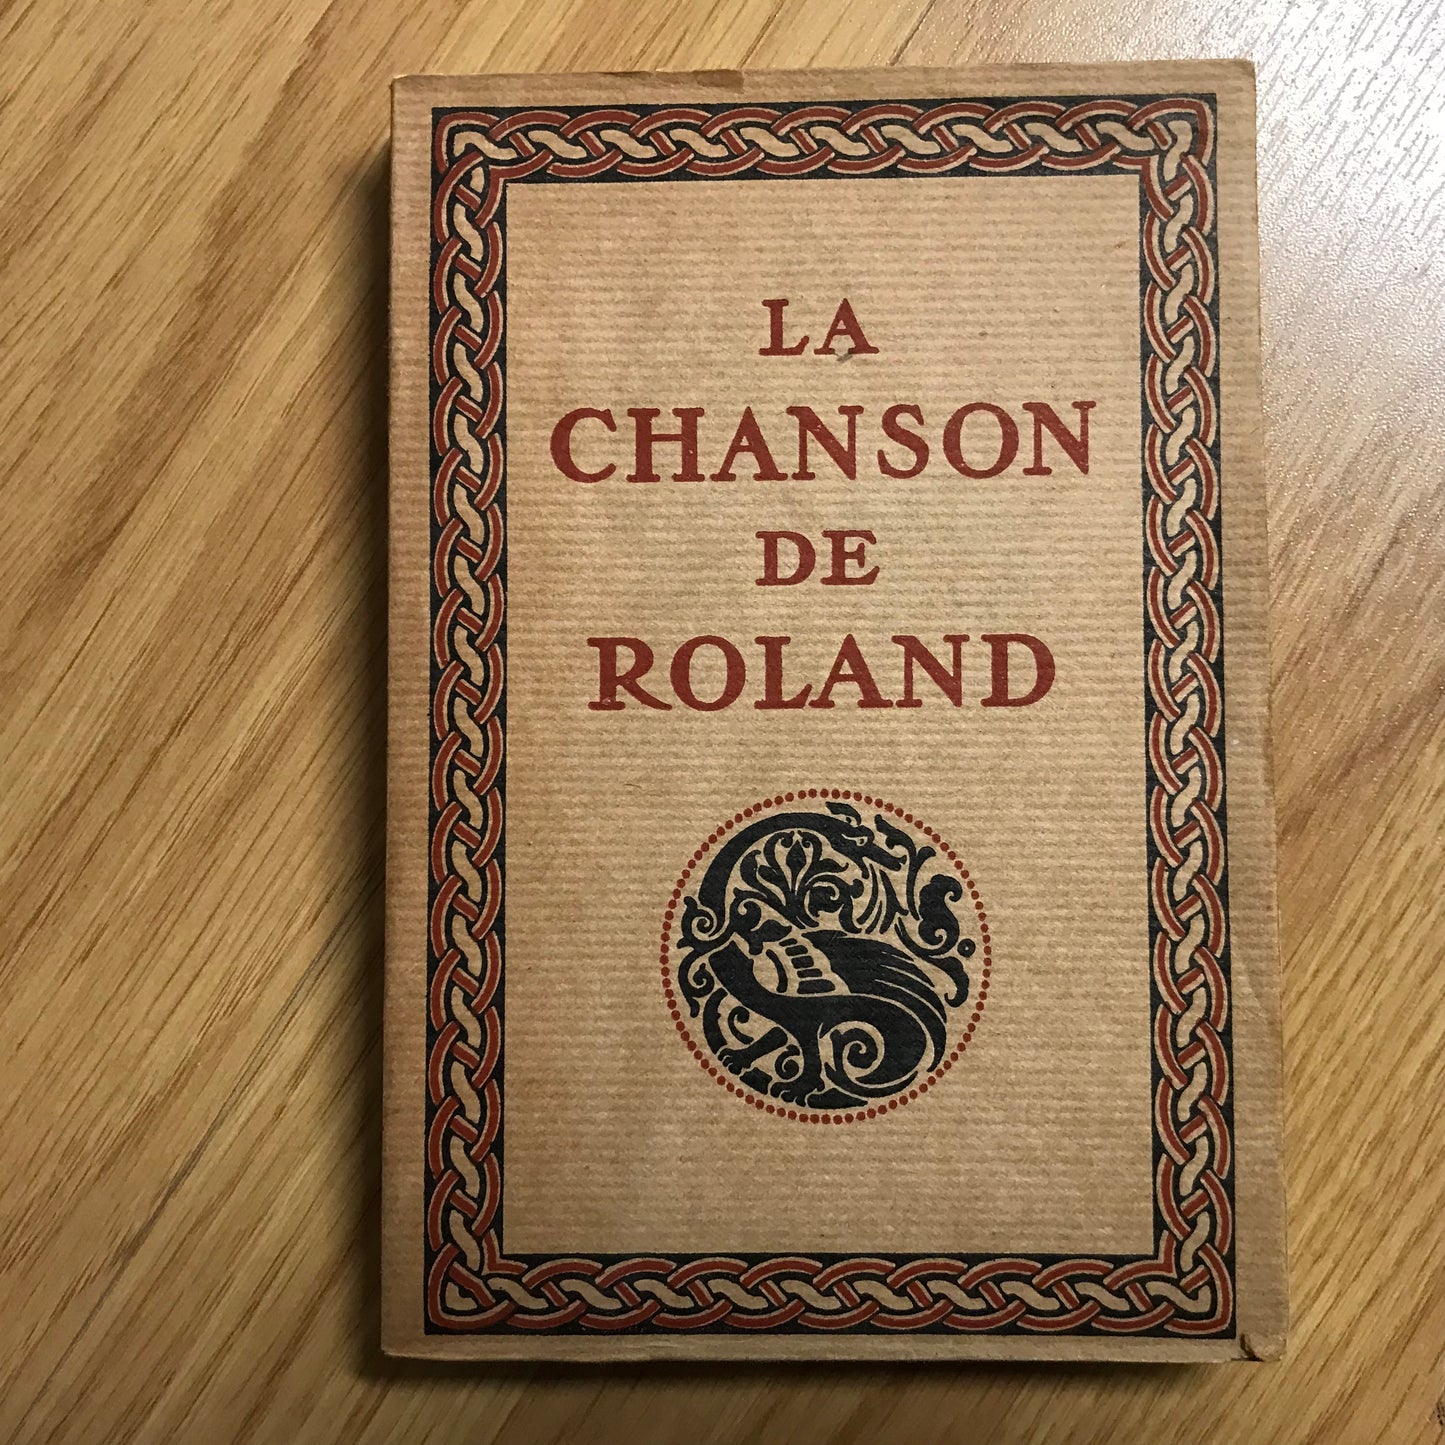 LA
CHANSON
DE
ROLAND